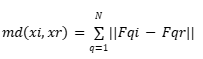 md(xi, xr) = N∑q=1 ||Fqi − Fqr||